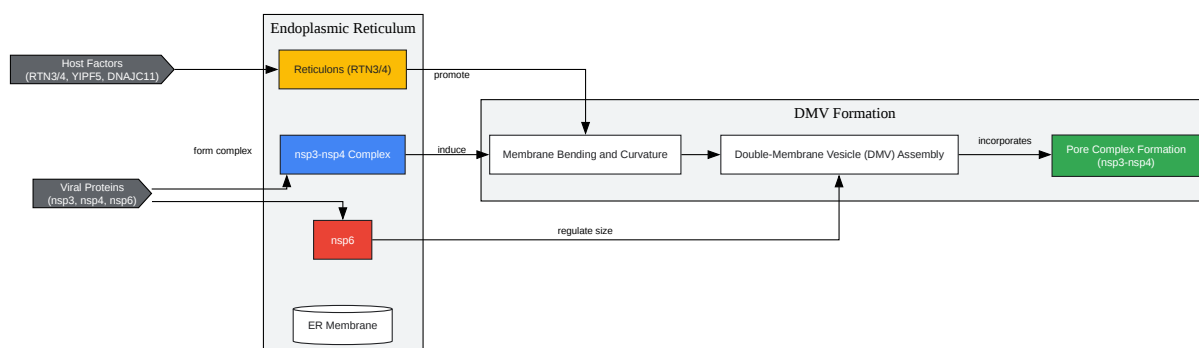 Endoplasmic Reticulum
Host Factors
(RTN3/4, YIPF5, DNAJC11)
Reticulons (RTN3/4)
promote
DMV Formation
form complex
nsp3-nsp4 Complex
induce
Membrane Bending and Curvature
Double-Membrane Vesicle (DMV) Assembly
incorporates
Pore Complex Formation
(nsp3-nsp4)
Viral Proteins
(nsp3, nsp4, nsp6)
nsp6
regulate size
ER Membrane